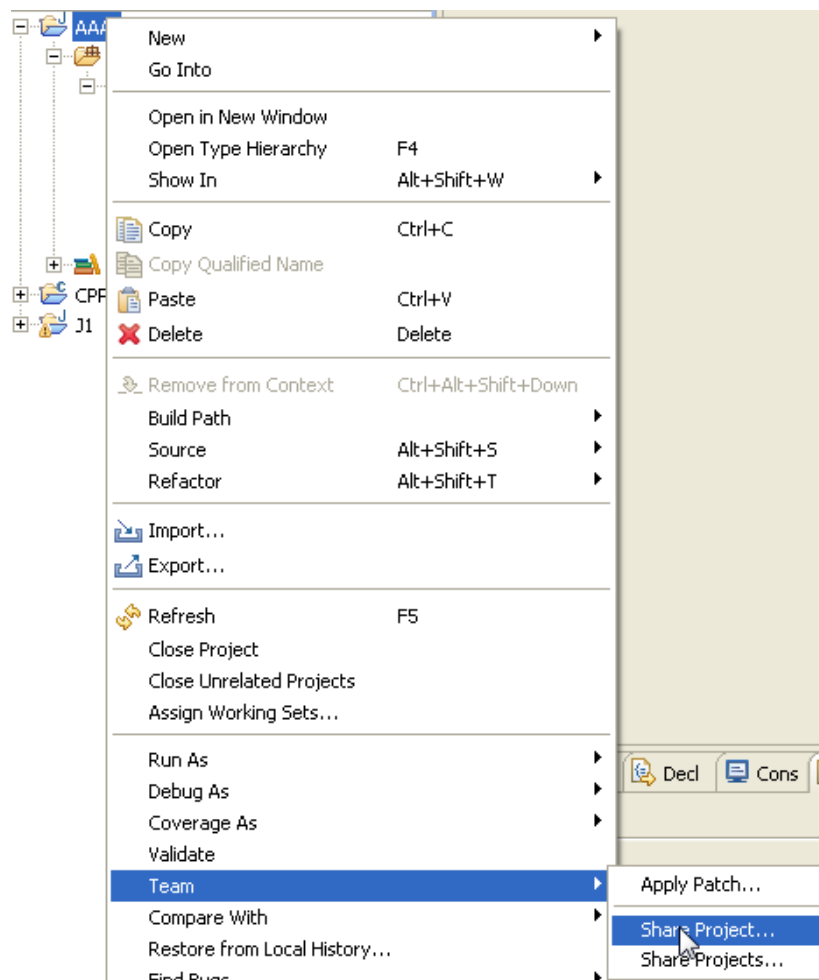 AAA
New
Go Into
Open in New Window
Open Type Hierarchy F4
Show In Alt+Shift+W
Copy Ctrl+C
Copy Qualified Name
Paste Ctrl+V
CPP
J1
Delete Delete
Remove from Context Ctrl+Alt+Shift+Down
Build Path
Source Alt+Shift+S
Refactor Alt+Shift+T
Import...
Export...
Refresh F5
Close Project
Close Unrelated Projects
Assign Working Sets...
Run As
Debug As
Decl Cons
Coverage As
Validate
Team
Apply Patch...
Compare With
Share Project...
Restore from Local History...
Share Projects...
Find Bugs